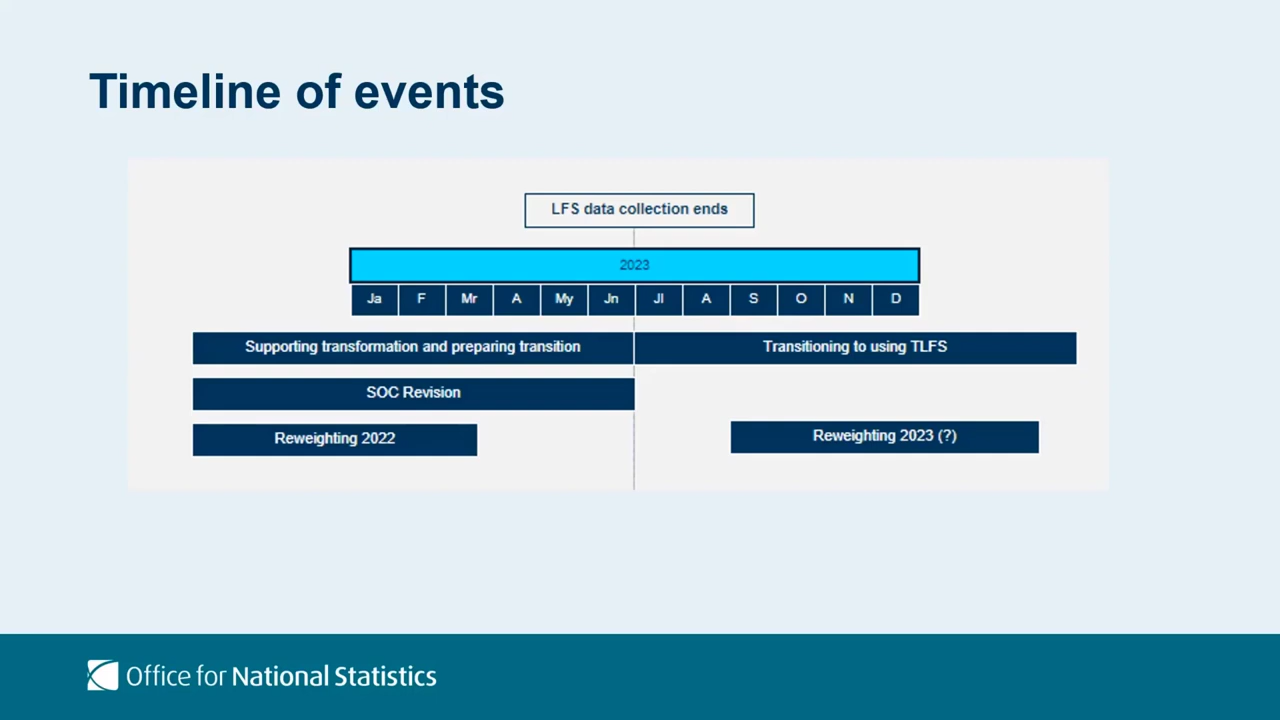 Timeline of events
LFS data collection ends
2023
Ja F Mr A My Jn Jl A S O N D
Supporting transformation and preparing transition
Transitioning to using TLFS
SOC Revision
Reweighting 2022
Reweighting 2023 (?)
Office for National Statistics